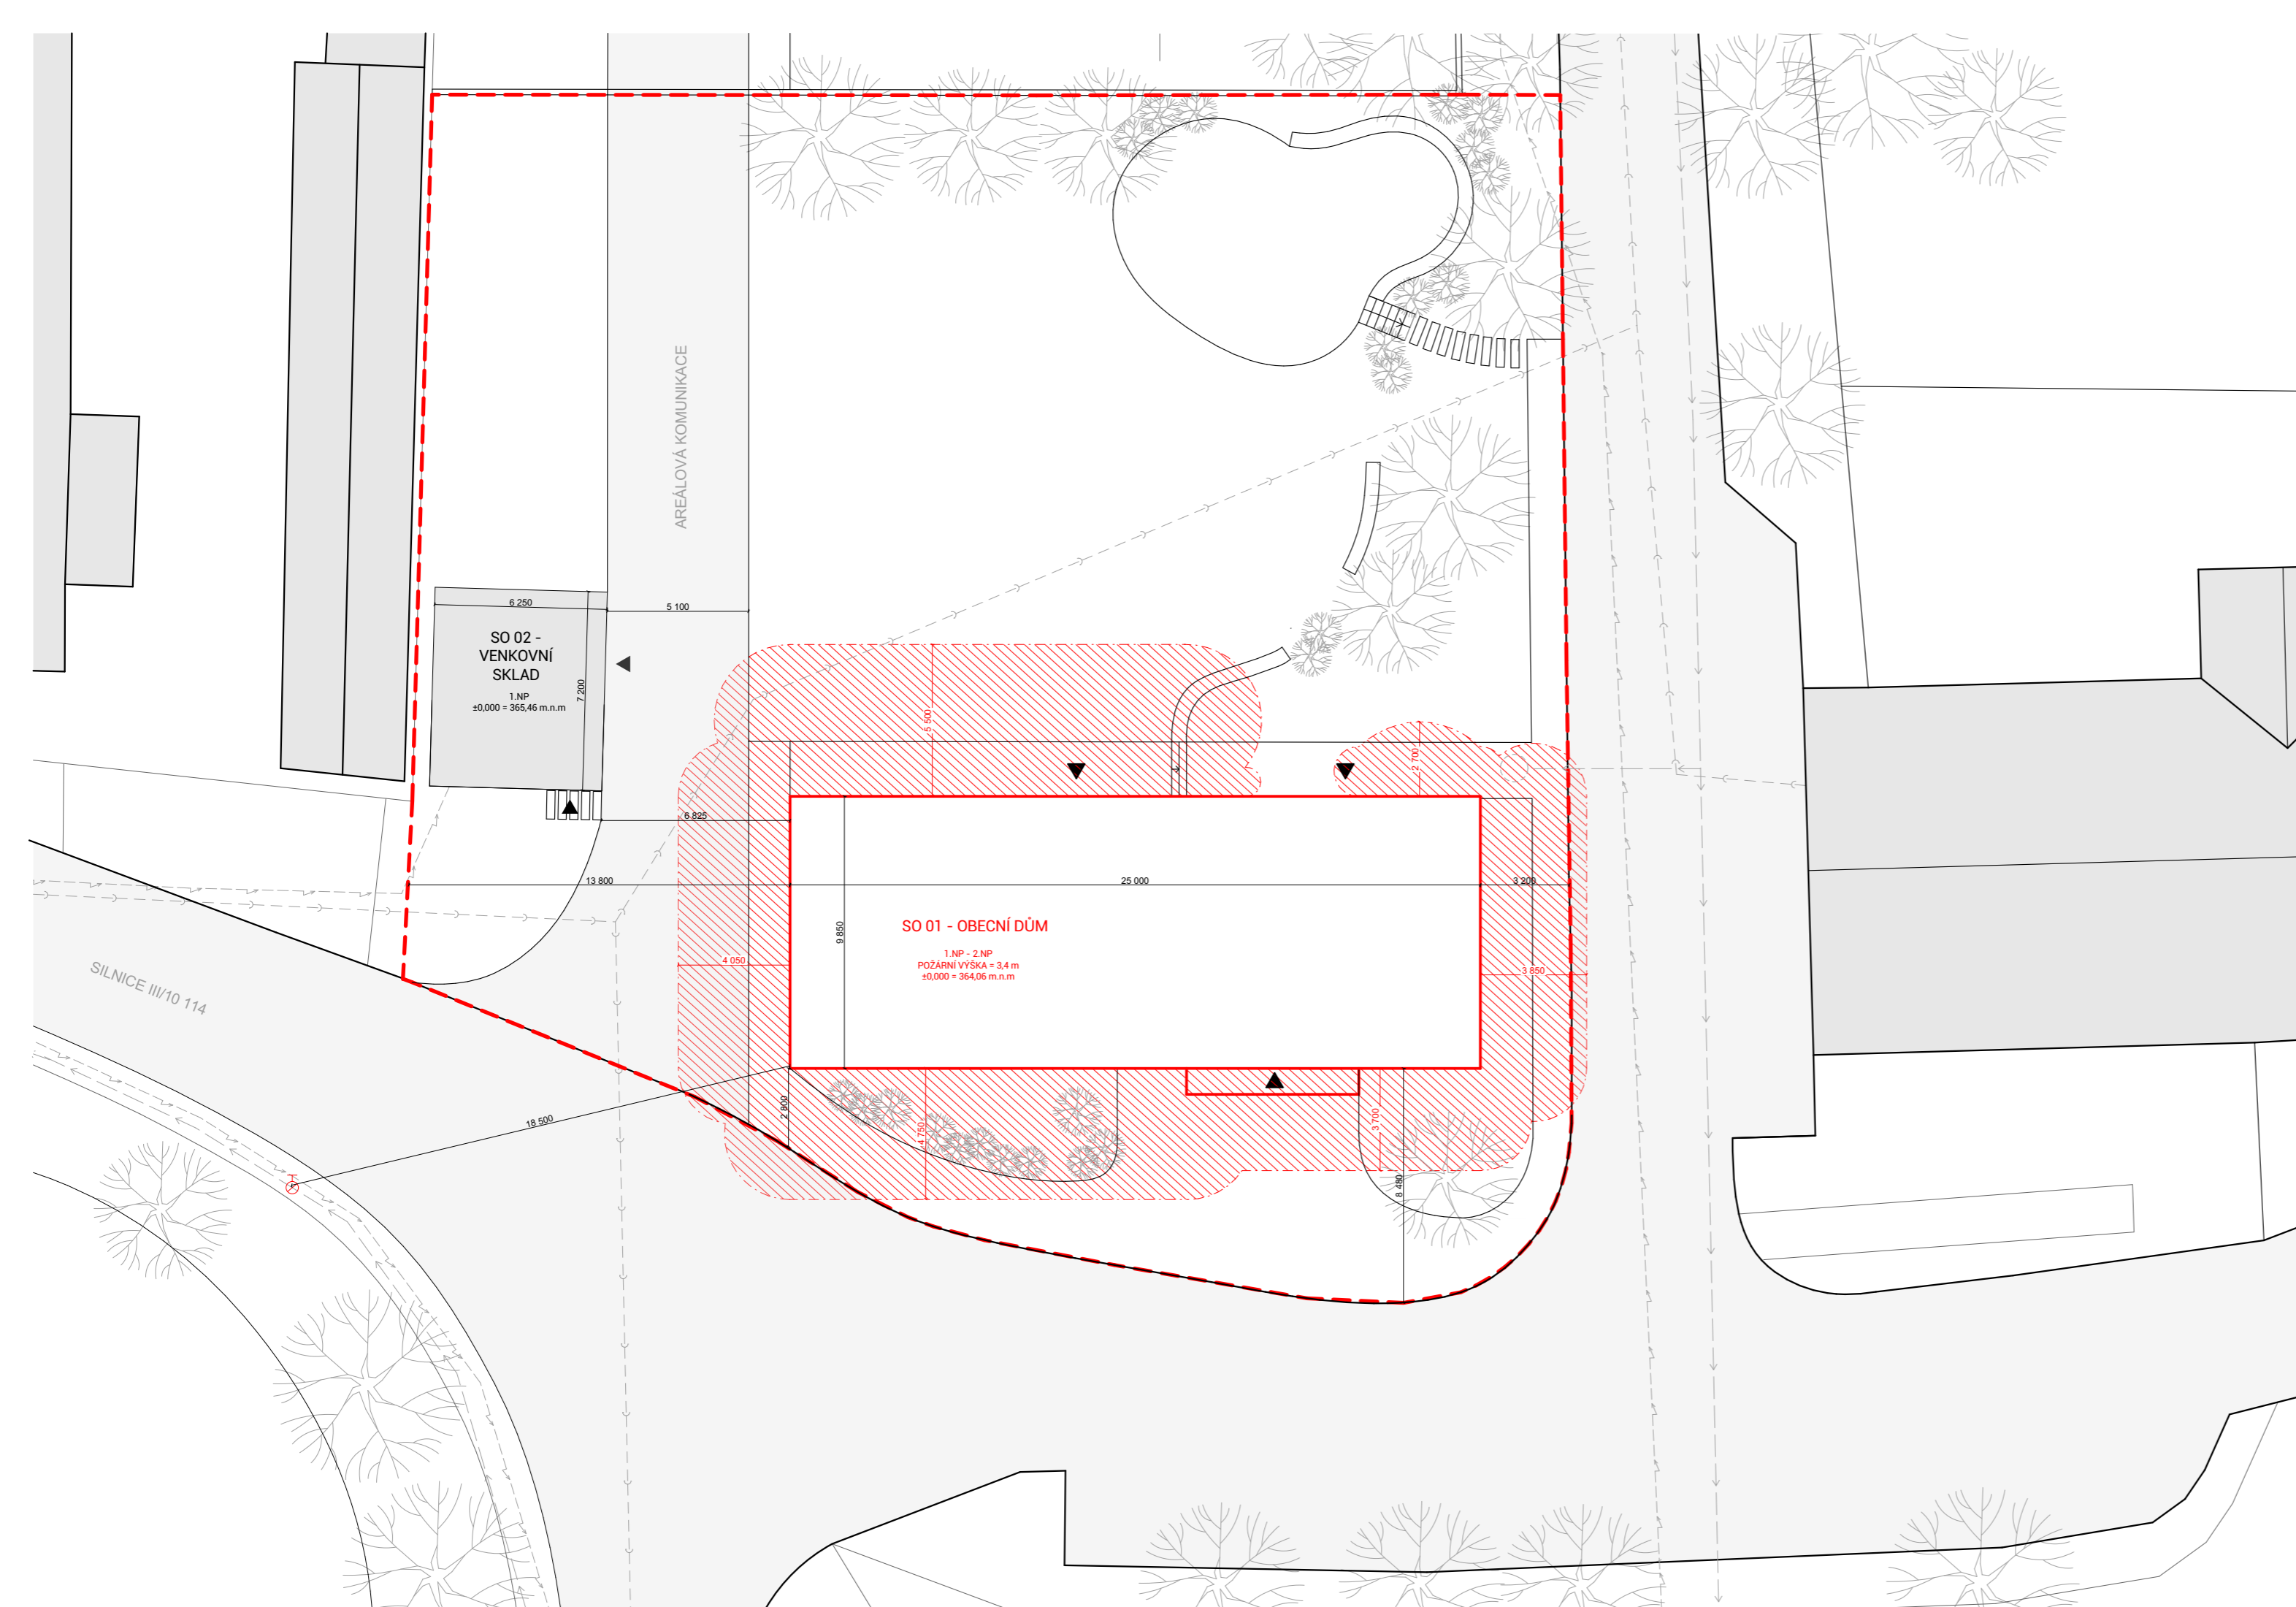 AREÁLOVÁ KOMUNIKACE
6 250
5 100
SO 02 -
VENKOVNÍ
SKLAD
1.NP
±0,000 = 365,46 m.n.m
7 200
5 500
2 700
6 825
13 800
25 000
3 200
9 850
SO 01 - OBECNÍ DŮM
1.NP - 2.NP
POŽÁRNÍ VÝŠKA = 3,4 m
±0,000 = 364,06 m.n.m
4 050
3 850
SILNICE III/10 114
18 500
2 800
4 750
3 700
8 480